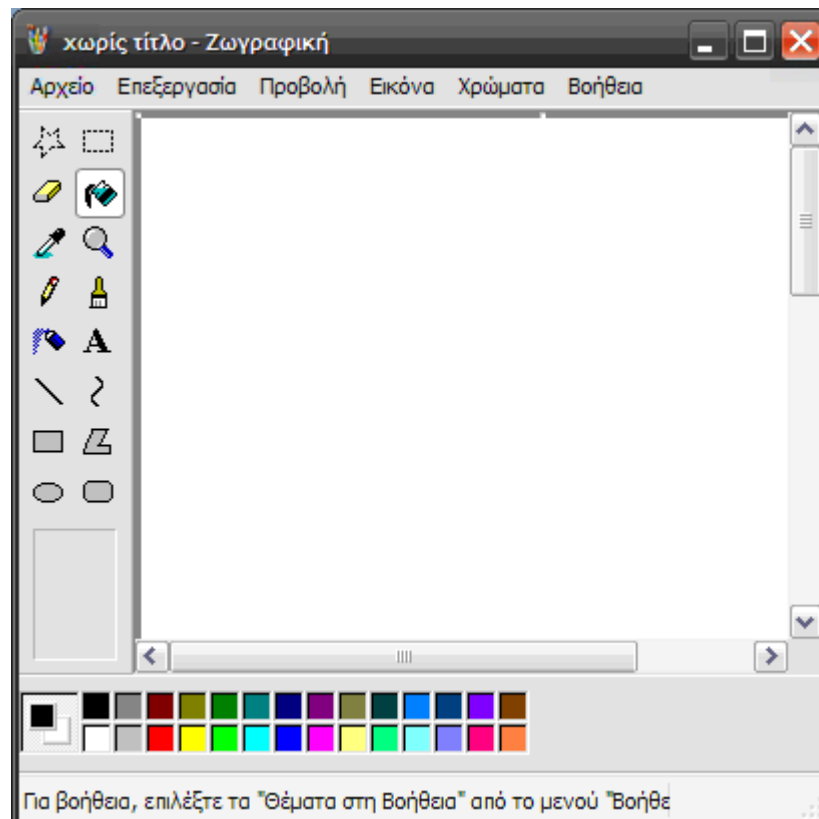 χωρίς τίτλο - Ζωγραφική
Αρχείο Επεξεργασία Προβολή Εικόνα Χρώματα Βοήθεια
A
Για βοήθεια, επιλέξτε τα "Θέματα στη Βοήθεια" από το μενού "Βοήθε